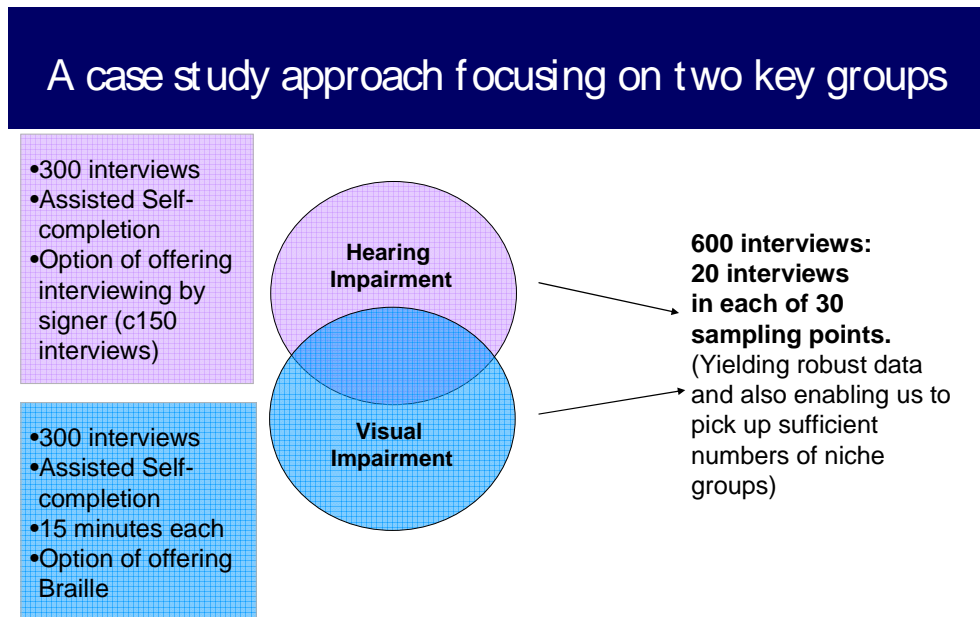 A case study approach focusing on two key groups
•300 interviews
•Assisted Self-
completion
•Option of offering
interviewing by
signer (c150
interviews)
•300 interviews
•Assisted Self-
completion
•15 minutes each
•Option of offering
Braille
Hearing
Impairment
Visual
Impairment
600 interviews:
20 interviews
in each of 30
sampling points.
(Yielding robust data
and also enabling us to
pick up sufficient
numbers of niche
groups)